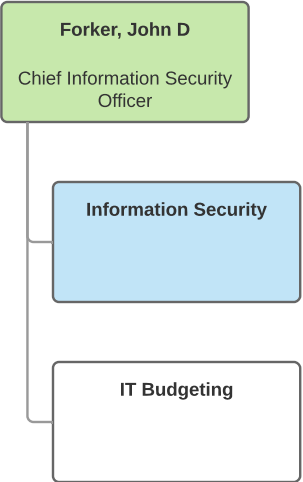 Forker, John D
Chief Information Security
Officer
Information Security
IT Budgeting